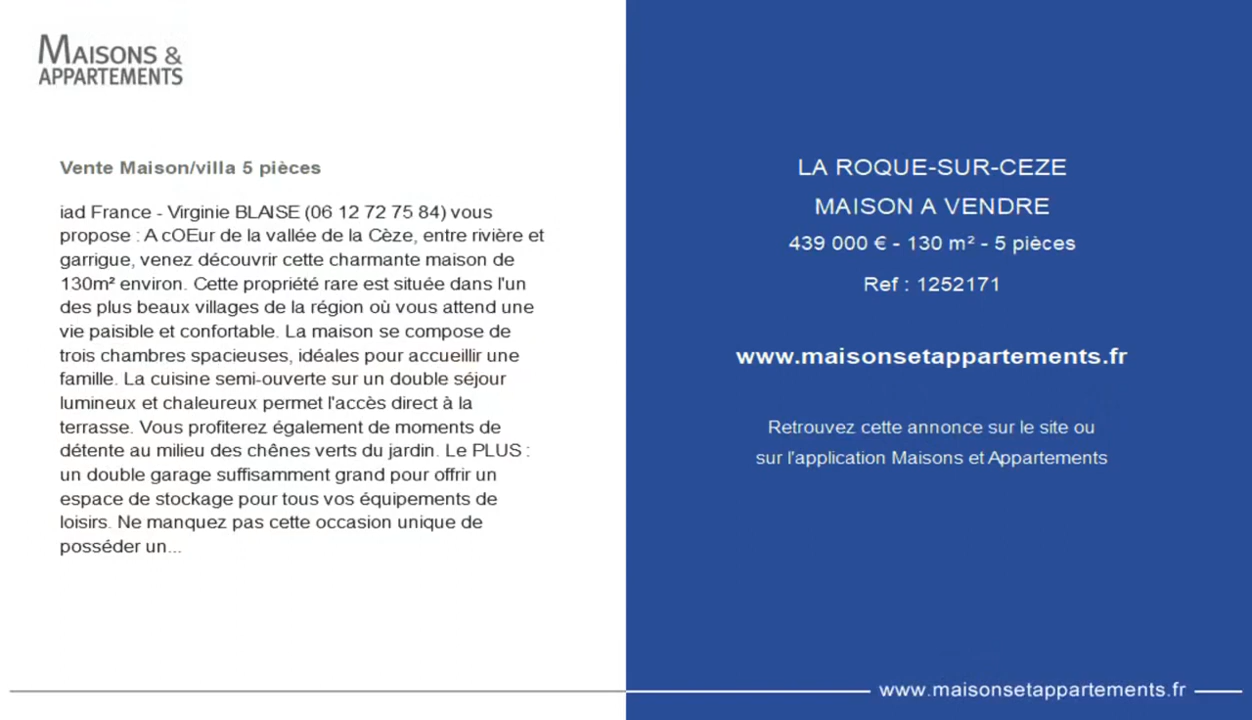 MAISONS &
APPARTEMENTS
Vente Maison/villa 5 pièces
iad France - Virginie BLAISE (06 12 72 75 84) vous
propose : A cOEur de la vallée de la Cèze, entre rivière et
garrigue, venez découvrir cette charmante maison de
130m² environ. Cette propriété rare est située dans l'un
des plus beaux villages de la région où vous attend une
vie paisible et confortable. La maison se compose de
trois chambres spacieuses, idéales pour accueillir une
famille. La cuisine semi-ouverte sur un double séjour
lumineux et chaleureux permet l'accès direct à la
terrasse. Vous profiterez également de moments de
détente au milieu des chênes verts du jardin. Le PLUS :
un double garage suffisamment grand pour offrir un
espace de stockage pour tous vos équipements de
loisirs. Ne manquez pas cette occasion unique de
posséder un...
LA ROQUE-SUR-CEZE
MAISON A VENDRE
439 000 € - 130 m² - 5 pièces
Ref : 1252171
www.maisonsetappartements.fr
Retrouvez cette annonce sur le site ou
sur l'application Maisons et Appartements
www.maisonsetappartements.fr